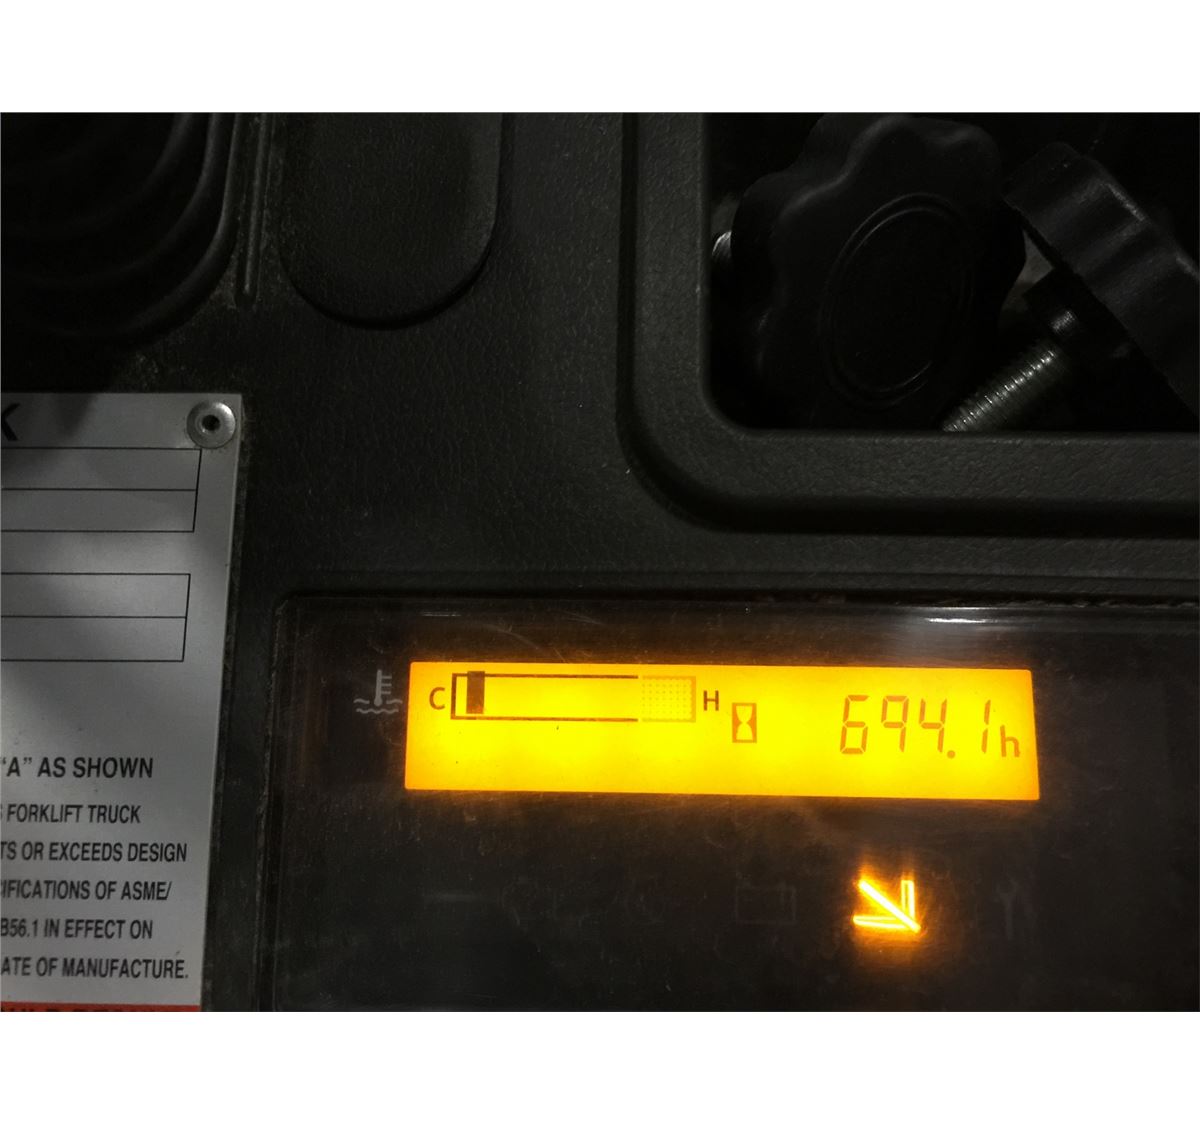 K
"A" AS SHOWN
FORKLIFT TRUCK
TS OR EXCEEDS DESIGN
IFICATIONS OF ASME/
B56.1 IN EFFECT ON
ATE OF MANUFACTURE.
C H 694.1h